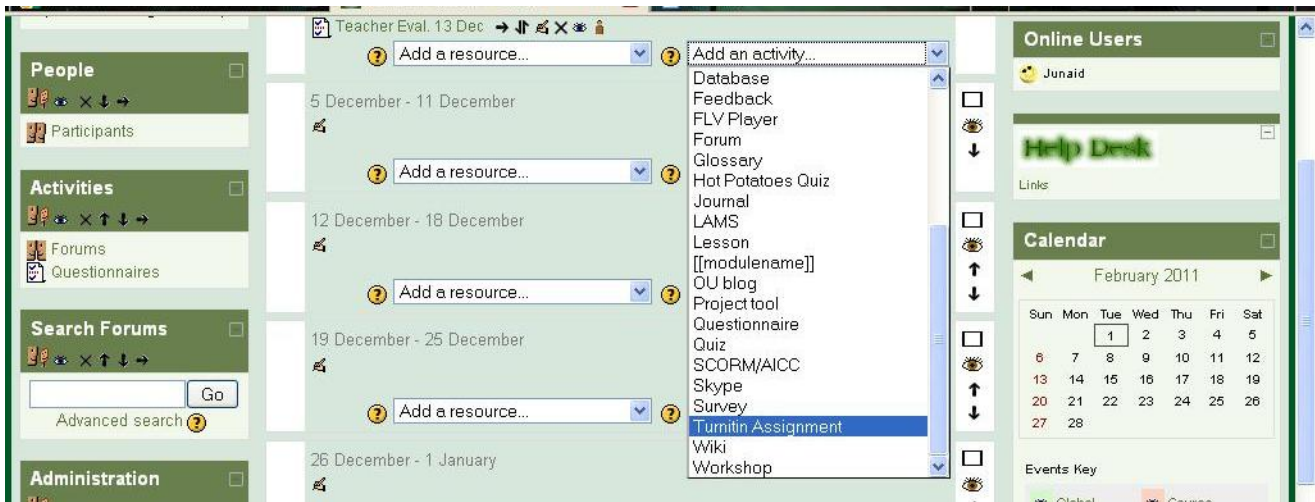 Teacher Eval. 13 Dec
Add a resource...
Add an activity...
People
Participants
Activities
Forums
Questionnaires
Search Forums
Go
Advanced search
Administration
5 December - 11 December
Add a resource...
12 December - 18 December
Add a resource...
19 December - 25 December
Add a resource...
26 December - 1 January
Database
Feedback
FLV Player
Forum
Glossary
Hot Potatoes Quiz
Journal
LAMS
Lesson
[[modulename]]
OU blog
Project tool
Questionnaire
Quiz
SCORM/AICC
Skype
Survey
Turnitin Assignment
Wiki
Workshop
Online Users
Junaid
Help Desk
Links
Calendar
February 2011
Sun Mon Tue Wed Thu Fri Sat
1 2 3 4 5
6 7 8 9 10 11 12
13 14 15 16 17 18 19
20 21 22 23 24 25 26
27 28
Events Key
Global